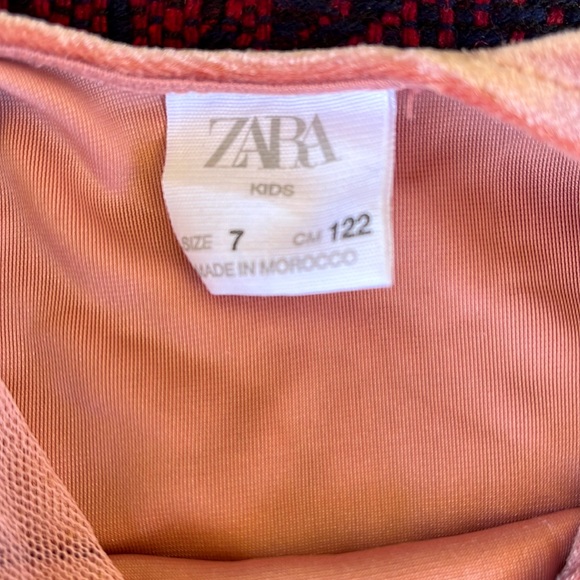 ZARA
KIDS
SIZE 7 CM 122
MADE IN MOROCCO